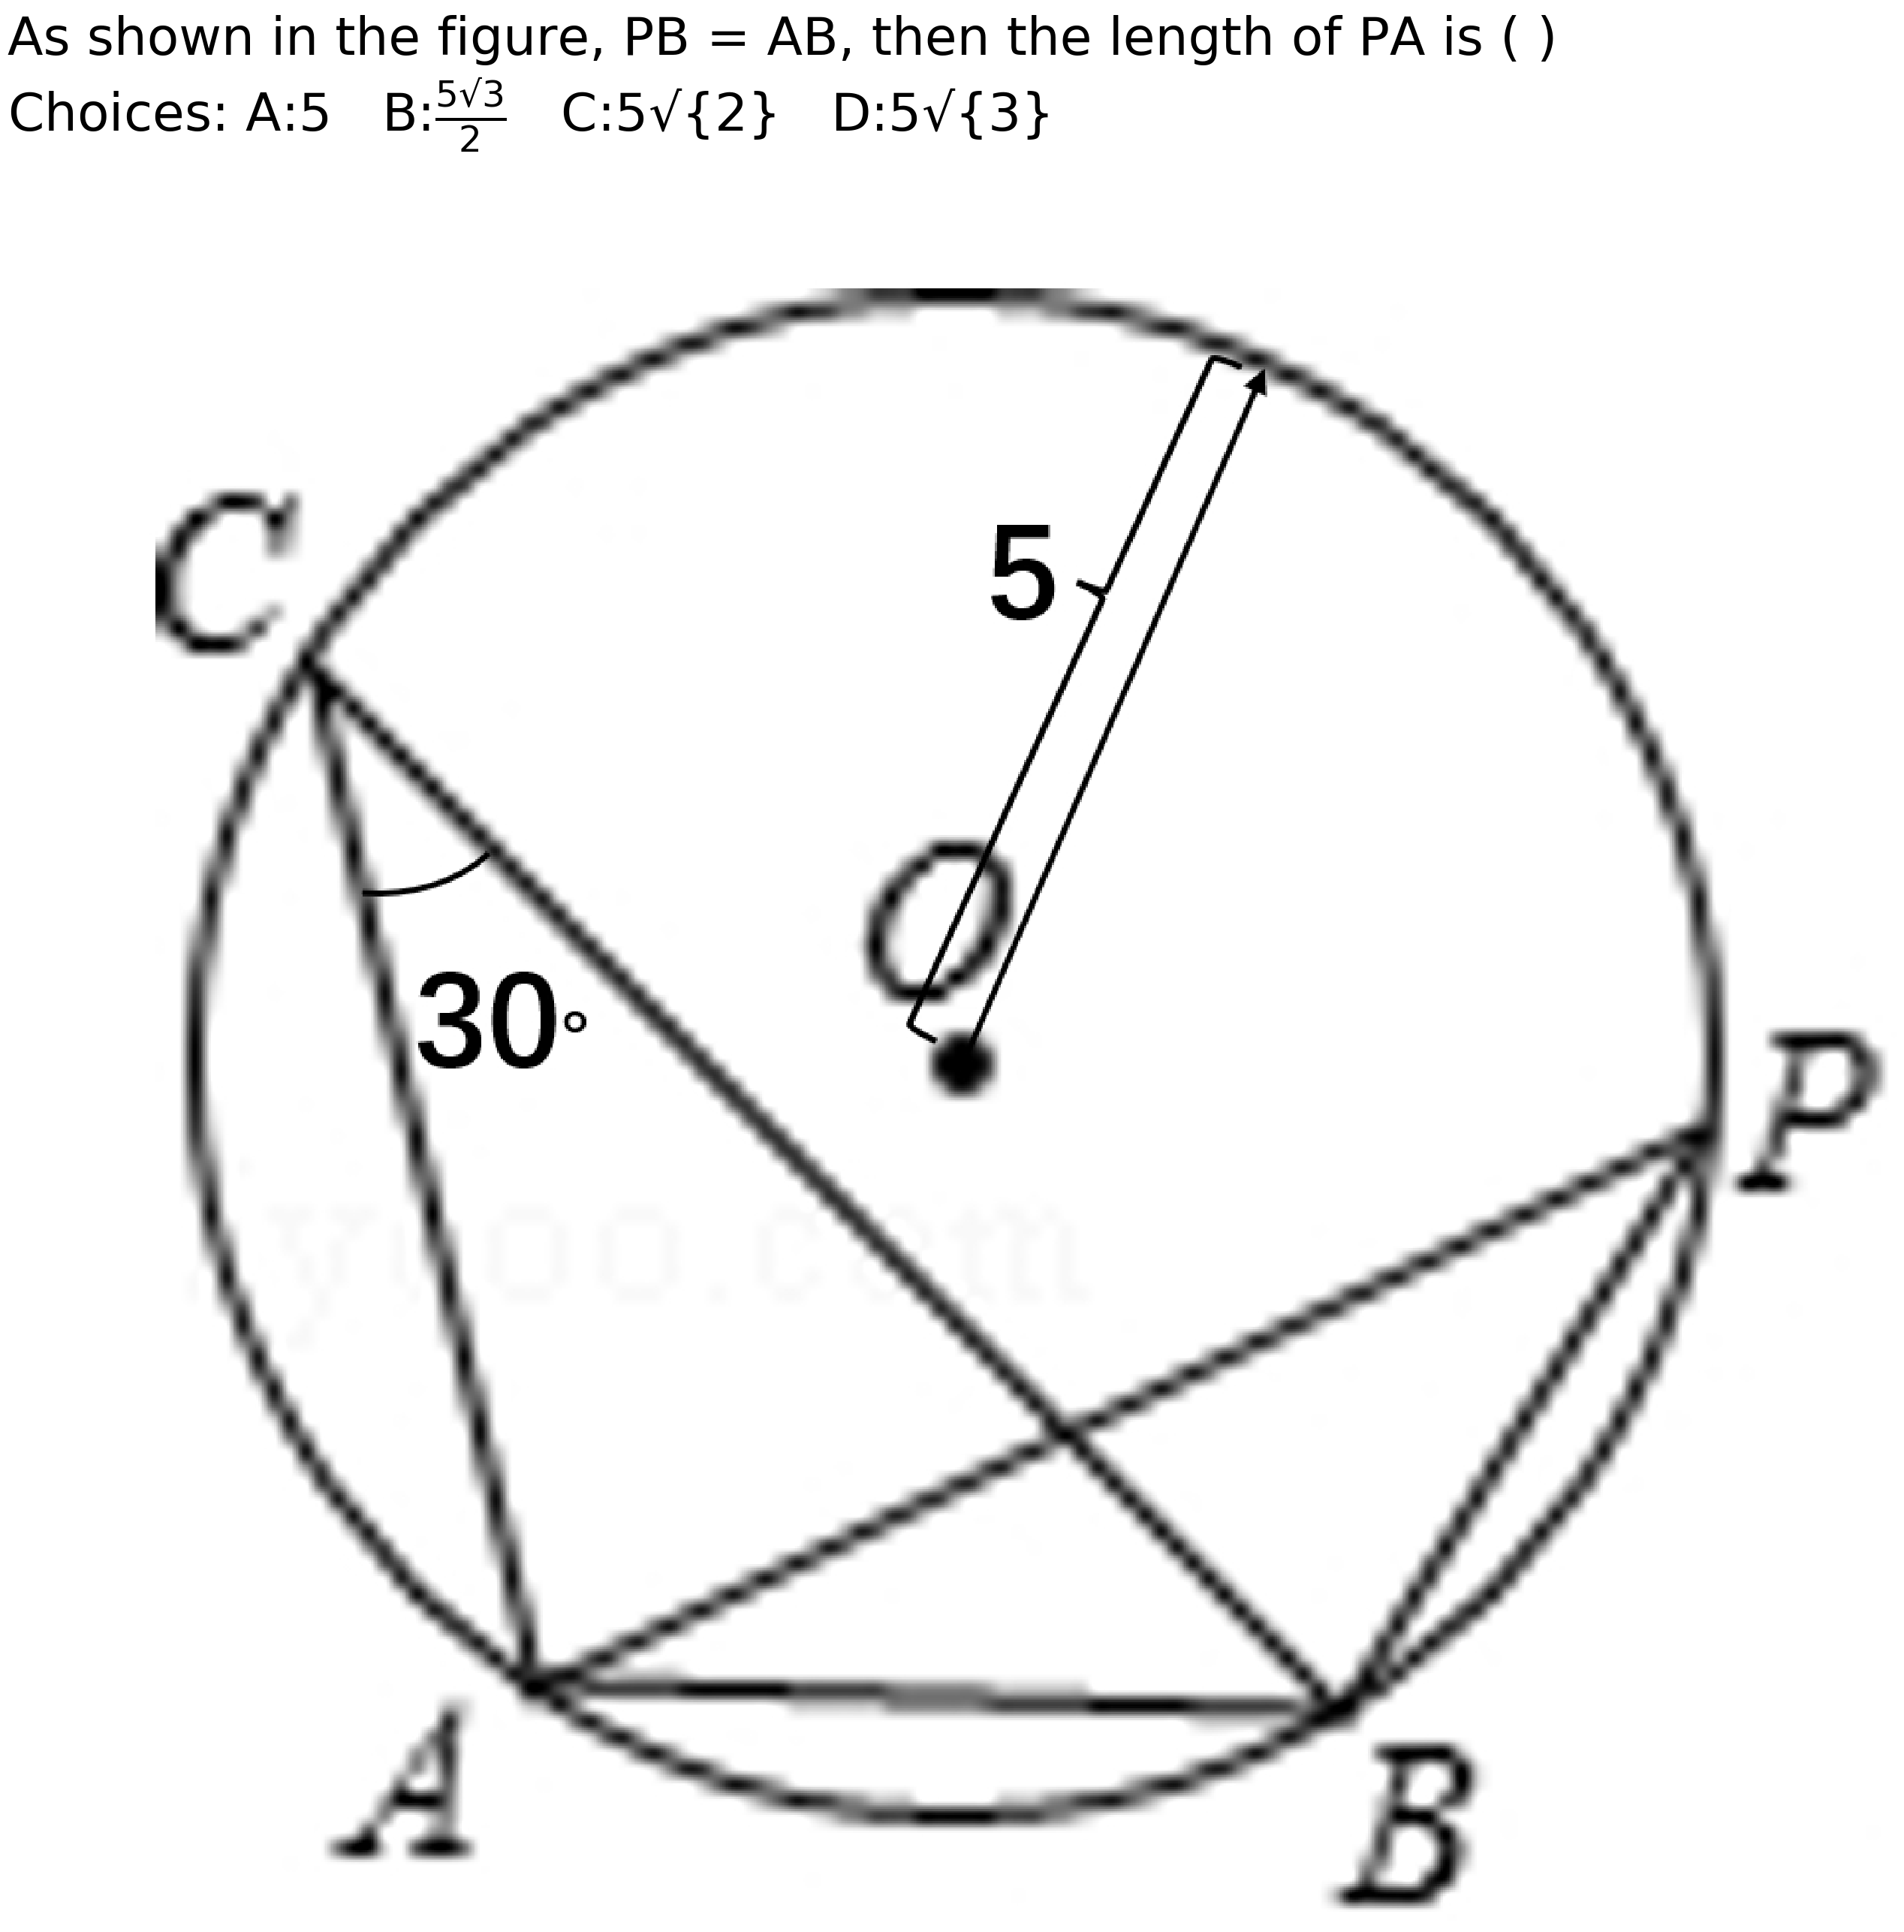 As shown in the figure, PB = AB, then the length of PA is ( )
Choices: A:5 B:\frac{5√3}{2} C:5√{2} D:5√{3}
C
5
O
30°
P
A
B